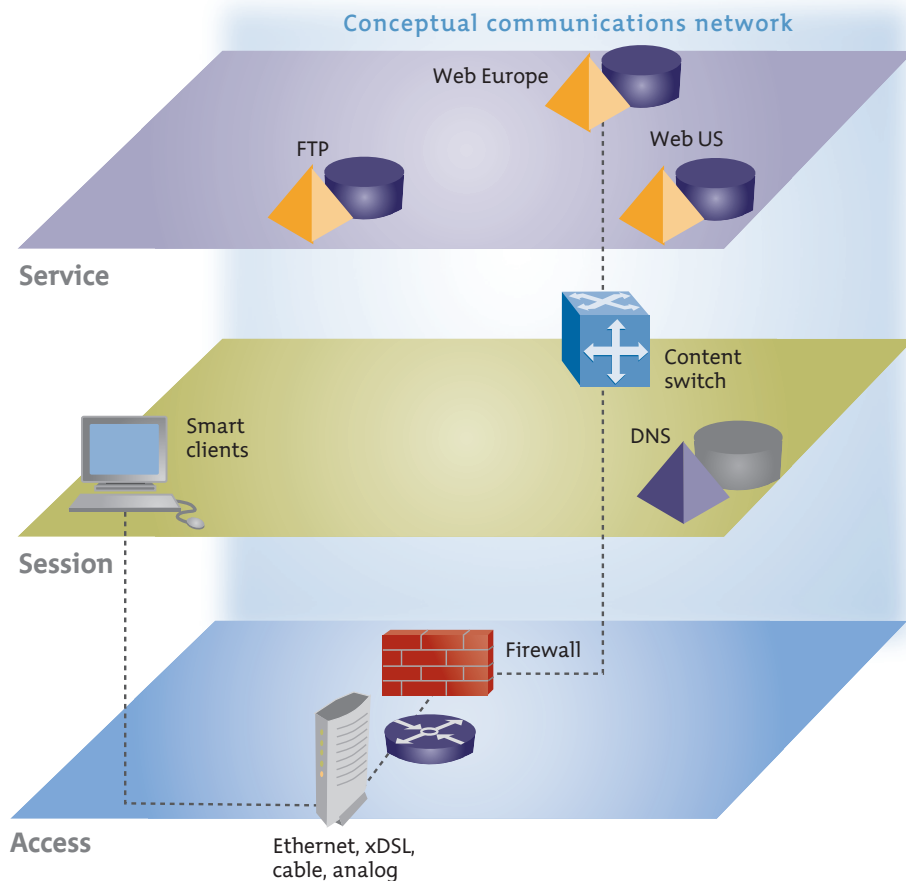 Conceptual communications network
Web Europe
FTP
Web US
Service
Content
switch
Smart
clients
DNS
Session
Firewall
Access
Ethernet, xDSL,
cable, analog